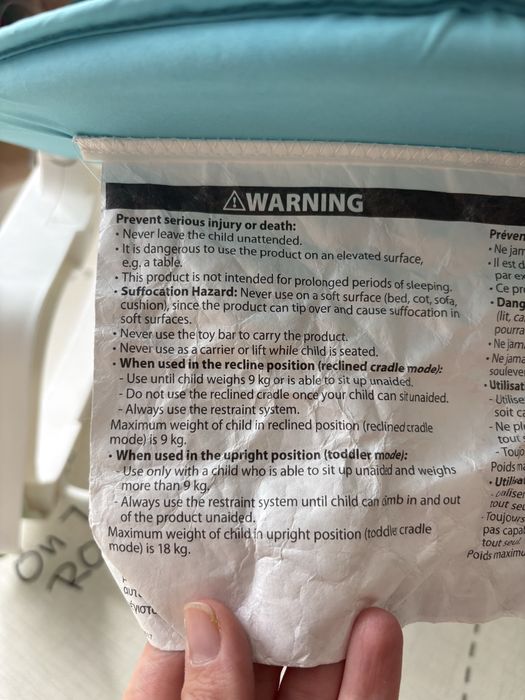 ⚠WARNING
Prevent serious injury or death:
• Never leave the child unattended.
• It is dangerous to use the product on an elevated surface,
e.g. a table.
• This product is not intended for prolonged periods of sleeping.
• Suffocation Hazard: Never use on a soft surface (bed, cot, sofa,
cushion), since the product can tip over and cause suffocation in
soft surfaces.
• Never use the toy bar to carry the product.
• Never use as a carrier or lift while child is seated.
• When used in the recline position (reclined cradle mode):
- Use until child weighs 9 kg or is able to sit up unaided.
- Do not use the reclined cradle once your child can sit unaided.
- Always use the restraint system.
Maximum weight of child in reclined position (reclined cradle
mode) is 9 kg.
• When used in the upright position (toddler mode):
- Use only with a child who is able to sit up unaided and weighs
more than 9 kg.
- Always use the restraint system until child can climb in and out
of the product unaided.
Maximum weight of child in upright position (toddler cradle
mode) is 18 kg.
Préven
• Ne jam
• Il est d
par ex
• Ce pr
• Dang
(lit, ca
pourra
• Ne jam
• Ne jama
souleve
• Utilisat
- Utilise
soit ca
- Ne pl
tout
- Toujo
Poids ma
• Utilisat
tout seu
- Toujours
pas capa
tout seul
Poids maximu
ON
RO